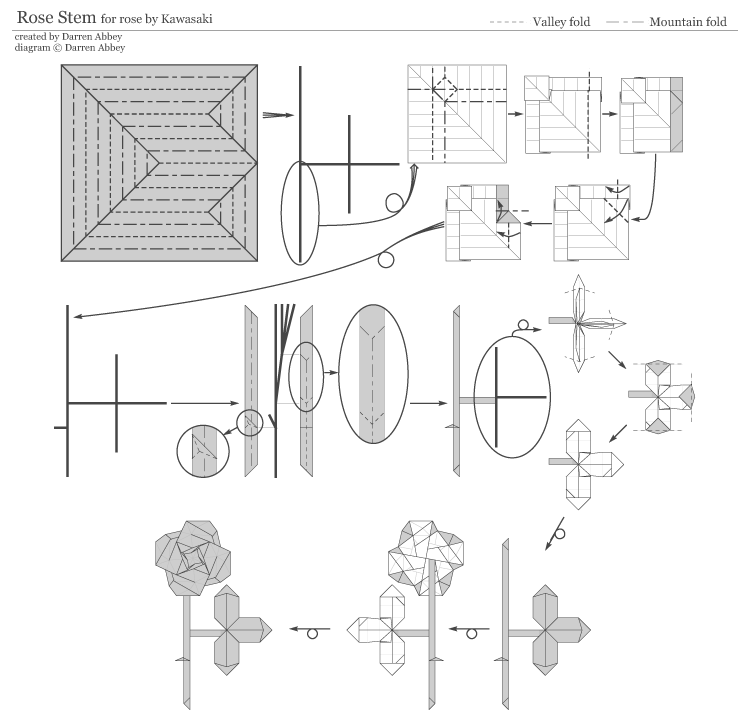 Rose Stem for rose by Kawasaki
Valley fold
Mountain fold
created by Darren Abbey
diagram © Darren Abbey